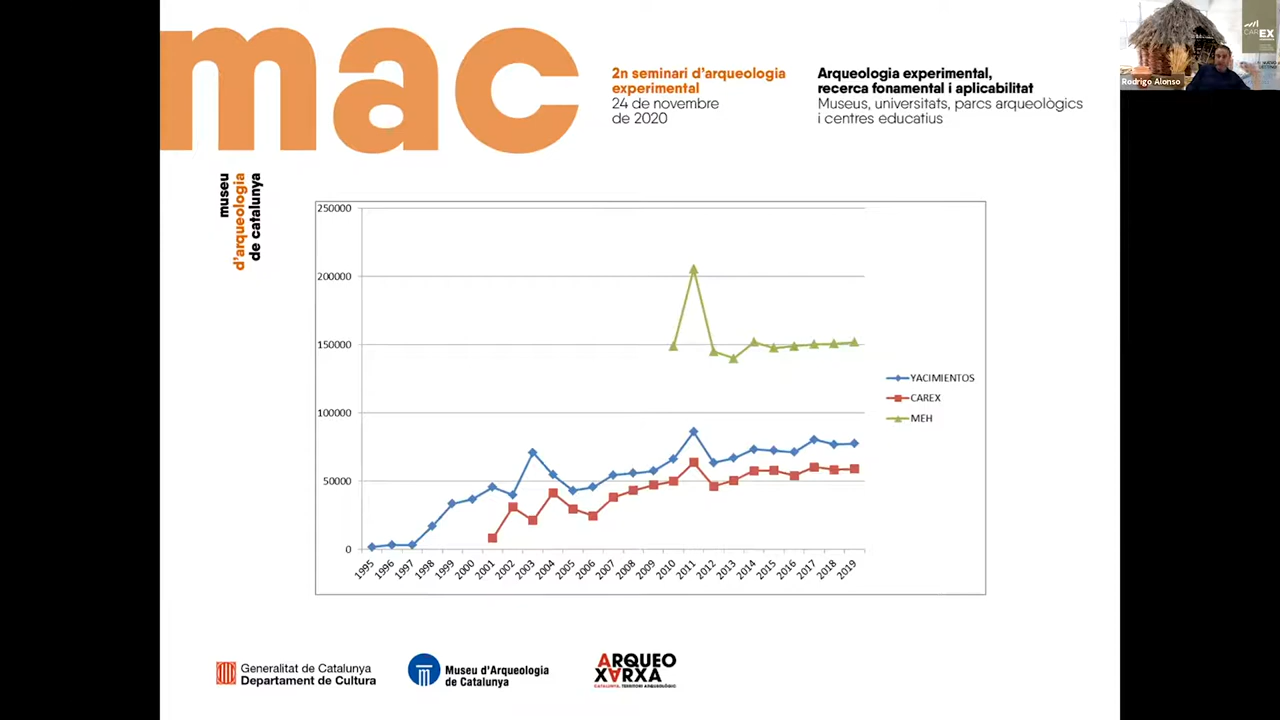 mac
2n seminari d'arqueologia
experimental
24 de novembre
de 2020
Arqueologia experimental,
recerca fonamental i aplicabilitat
Museus, universitats, parcs arqueològics
i centres educatius
museu
d'arqueologia
de catalunya
CAREX
Rodrigo Alonso
250000
200000
150000
100000
50000
0
1995
1996
1997
1998
1999
2000
2001
2002
2003
2004
2005
2006
2007
2008
2009
2010
2011
2012
2013
2014
2015
2016
2017
2018
2019
YACIMIENTOS
CAREX
MEH
Generalitat de Catalunya
Departament de Cultura
Museu d'Arqueologia
de Catalunya
ARQUEO
XARXA
CATALUNYA, TERRITORI ARQUEOLÒGIC